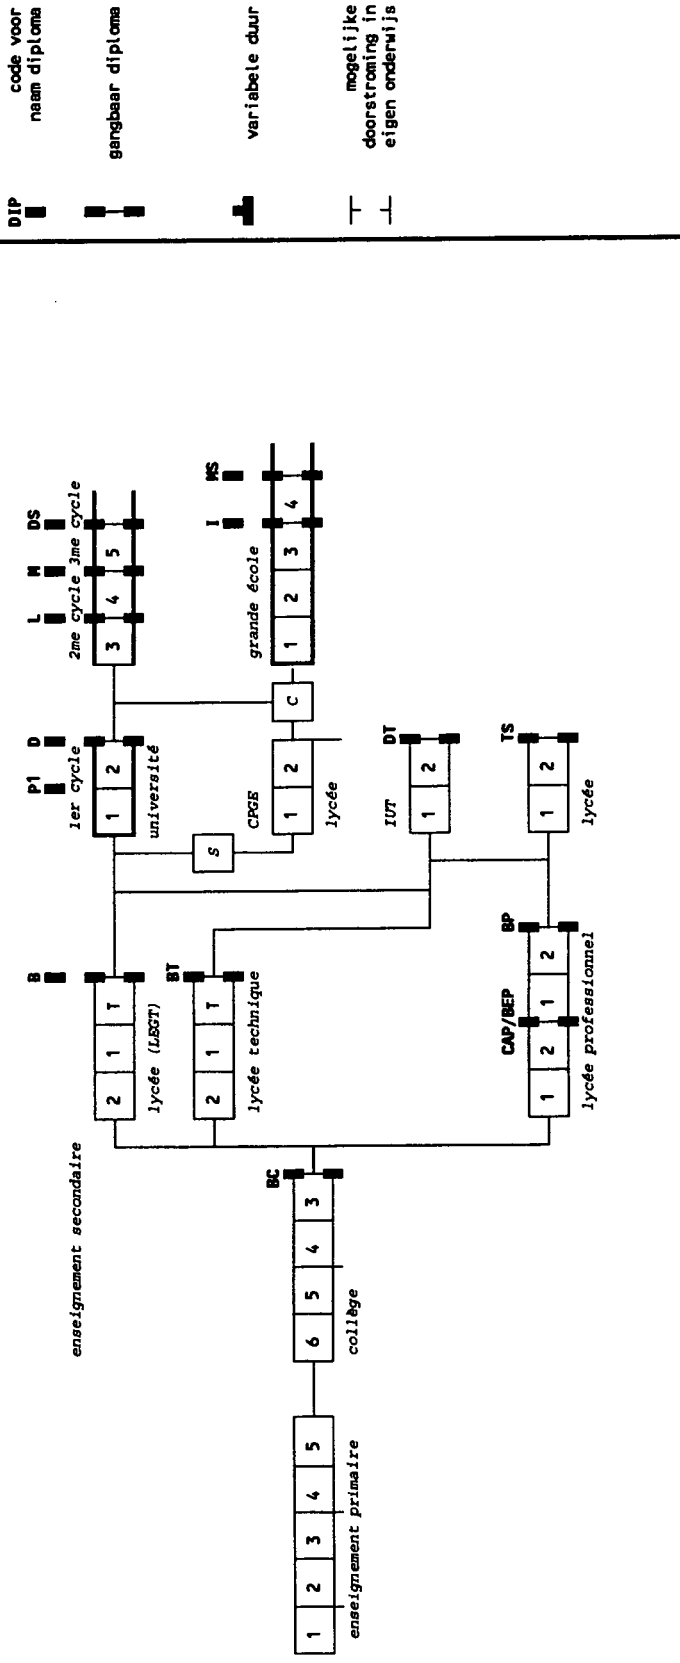 DIP
code voor
naam diploma
gangbaar diploma
variabele duur
mogelijke
doorstroming in
eigen onderwijs
enseignement secondaire
B
2 1 T
lycée (LEGT)
BT
2 1 T
lycée technique
P1 D
1er cycle
1 2
université
L M DS
2me cycle 3me cycle
3 4 5
S
CPGE
1 2
lycée
C
I MS
grande école
1 2 3 4
BC
6 5 4 3
collège
1 2 3 4 5
enseignement primaire
IUT
DT
1 2
CAP/BEP BP
1 2 1 2
lycée professionnel
TS
1 2
lycée